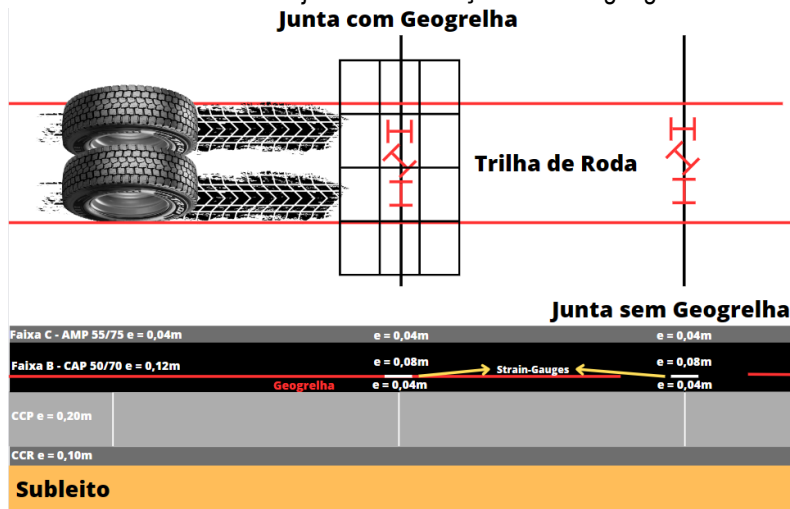 Junta com Geogrelha
Trilha de Roda
Junta sem Geogrelha
Faixa C - AMP 55/75 e = 0,04m
e = 0,04m
e = 0,04m
Faixa B - CAP 50/70 e = 0,12m
e = 0,08m
Strain-Gauges
e = 0,08m
Geogrelha
e = 0,04m
e = 0,04m
CCP e = 0,20m
CCR e = 0,10m
Subleito